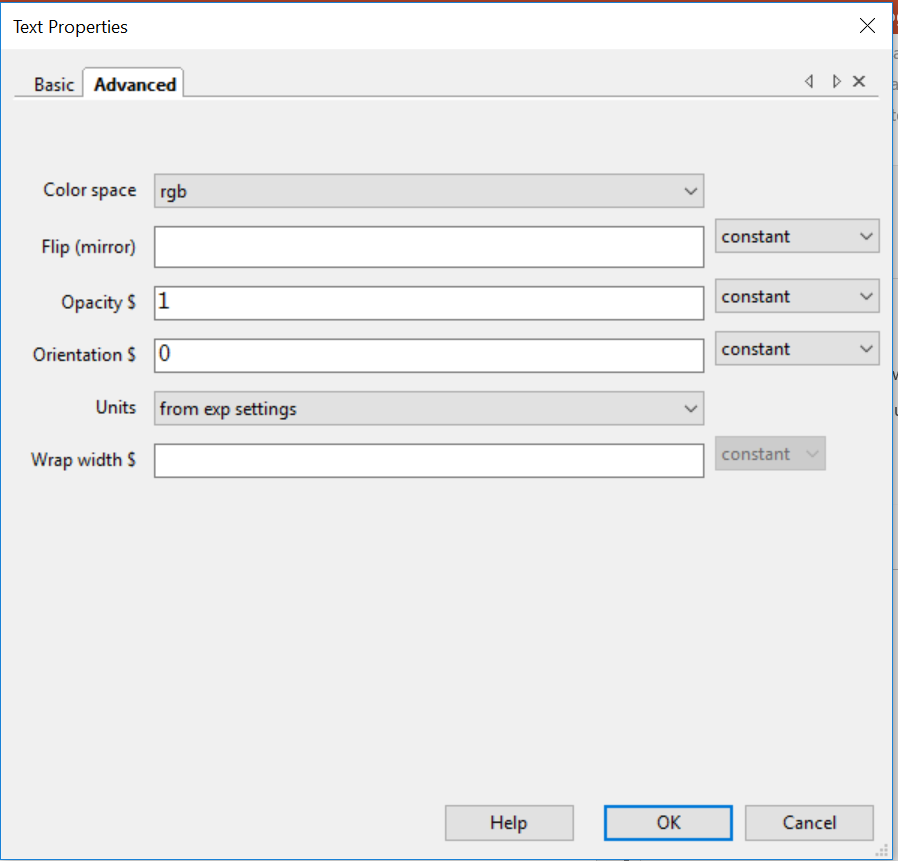 Text Properties
Basic Advanced
Color space rgb
Flip (mirror) constant
Opacity $ 1 constant
Orientation $ 0 constant
Units from exp settings
Wrap width $ constant
Help OK Cancel